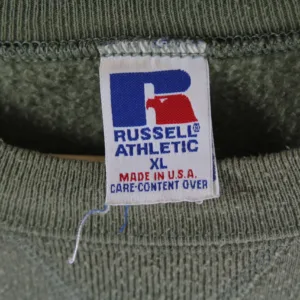 RUSSELL®
ATHLETIC
XL
MADE IN U.S.A.
CARE-CONTENT OVER